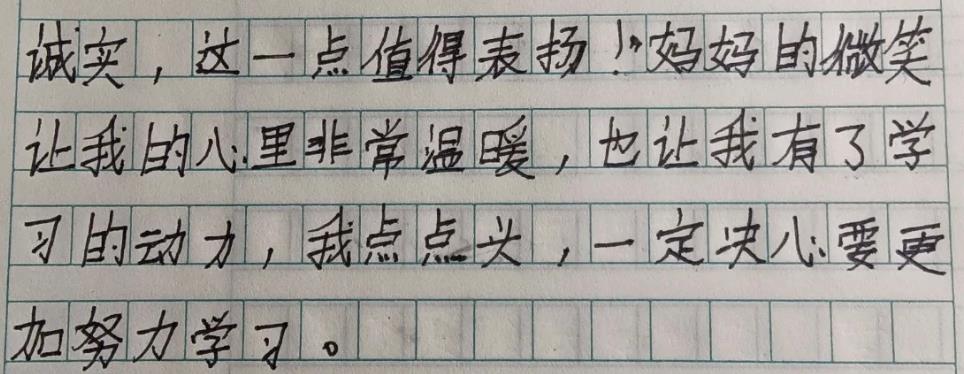 诚实，这一点值得表扬！”妈妈的微笑
让我的心里非常温暖，也让我有了学
习的动力，我点点头，一定决心要更
加努力学习。